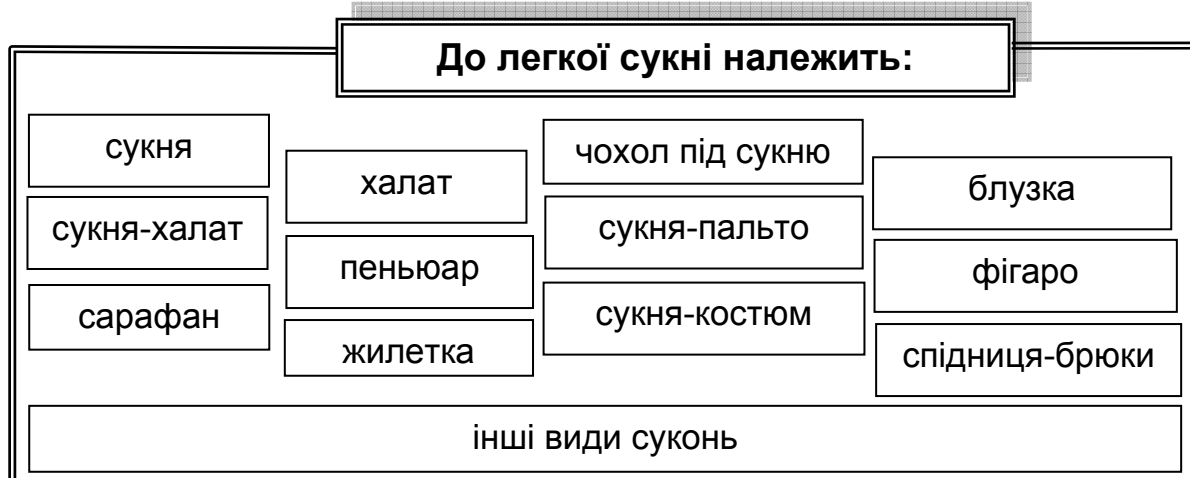 До легкої сукні належить:
сукня
сукня-халат
сарафан
халат
пеньюар
жилетка
чохол під сукню
сукня-пальто
сукня-костюм
блузка
фігаро
спідниця-брюки
інші види суконь